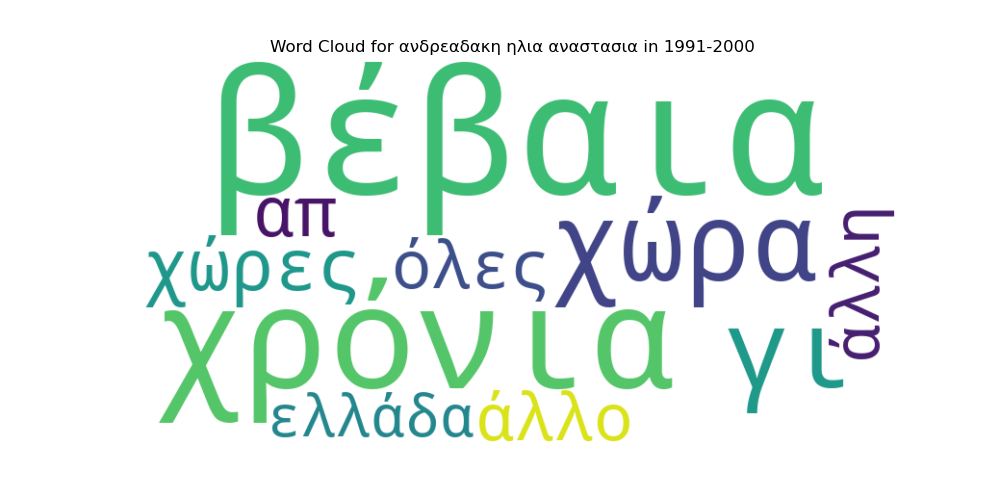 Word Cloud for ανδρεαδακη ηλια αναστασια in 1991-2000
βέβαια
απ
χώρα
άλλη
χώρες
όλες
χρόνια
γι
ελλάδα
άλλο